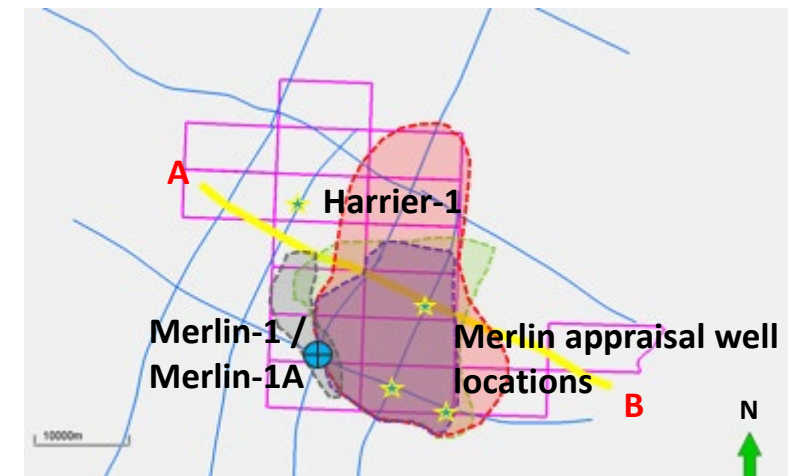 A
Harrier-1
Merlin-1 /
Merlin-1A
Merlin appraisal well
locations
B
N
10000m